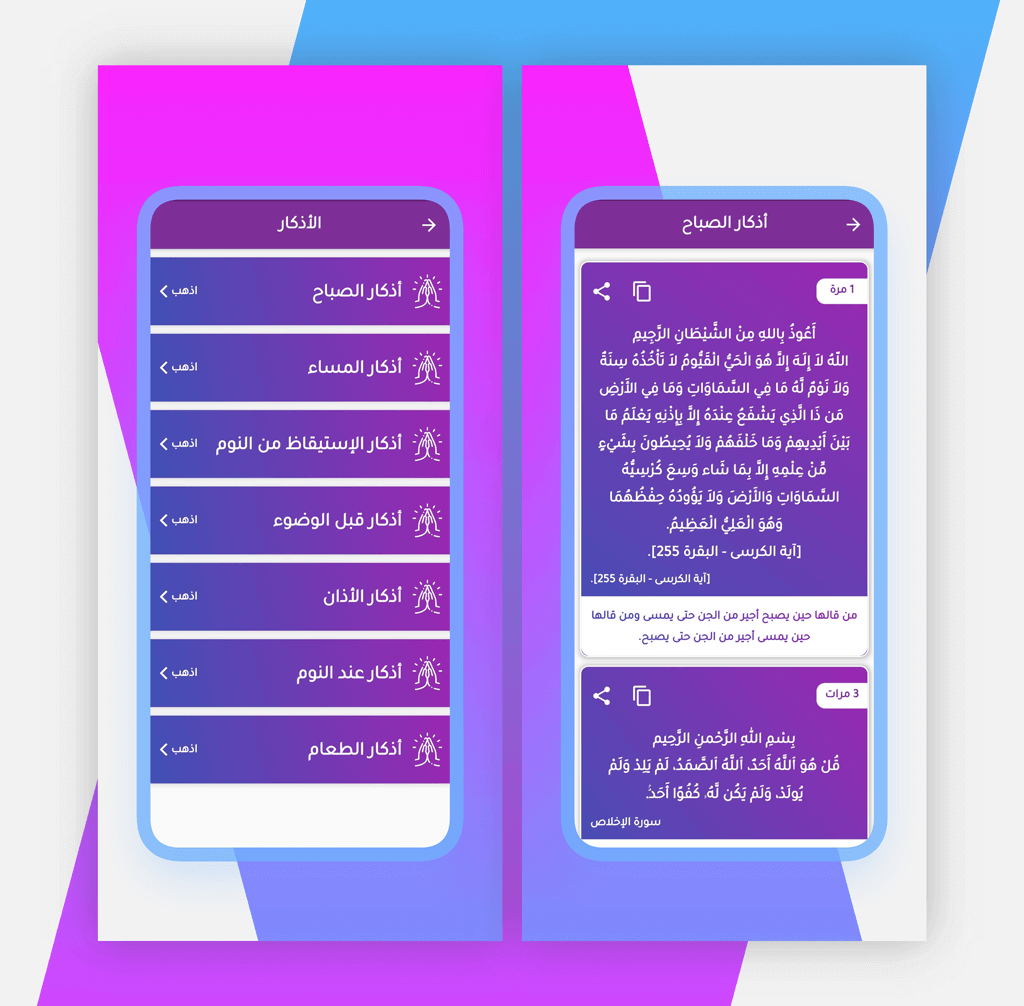 الأذكار
أذكار الصباح
اذهب
أذكار المساء
اذهب
أذكار الإستيقاظ من النوم
اذهب
أذكار قبل الوضوء
اذهب
أذكار الأذان
اذهب
أذكار عند النوم
اذهب
أذكار الطعام
اذهب
أذكار الصباح
1 مرة
أَعُوذُ بِاللهِ مِنْ الشَّيْطَانِ الرَّجِيمِ
اللّهُ لاَ إِلَـهَ إِلاَّ هُوَ الْحَيُّ الْقَيُّومُ لاَ تَأْخُذُهُ سِنَةٌ
وَلاَ نَوْمٌ لَّهُ مَا فِي السَّمَاوَاتِ وَمَا فِي الأَرْضِ
مَن ذَا الَّذِي يَشْفَعُ عِنْدَهُ إِلاَّ بِإِذْنِهِ يَعْلَمُ مَا
بَيْنَ أَيْدِيهِمْ وَمَا خَلْفَهُمْ وَلاَ يُحِيطُونَ بِشَيْءٍ
مِّنْ عِلْمِهِ إِلاَّ بِمَا شَاء وَسِعَ كُرْسِيُّهُ
السَّمَاوَاتِ وَالأَرْضَ وَلاَ يَؤُودُهُ حِفْظُهُمَا
وَهُوَ الْعَلِيُّ الْعَظِيمُ.
[آية الكرسى - البقرة 255].
[آية الكرسى - البقرة 255].
من قالها حين يصبح أجير من الجن حتى يمسى ومن قالها
حين يمسى أجير من الجن حتى يصبح.
3 مرات
بِسْمِ اللهِ الرَّحْمنِ الرَّحِيم
قُلْ هُوَ ٱللَّهُ أَحَدٌ، ٱللَّهُ ٱلصَّمَدُ، لَمْ يَلِدْ وَلَمْ
يُولَدْ، وَلَمْ يَكُن لَّهُۥ كُفُوًا أَحَدٌۢ.
سورة الإخلاص